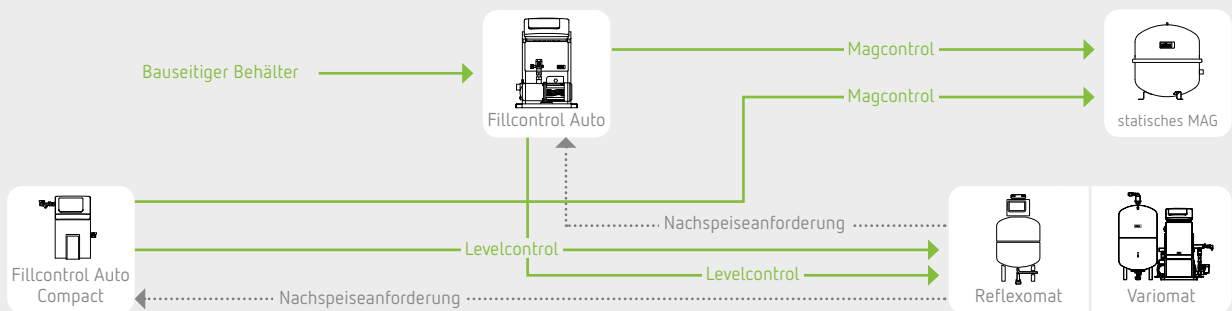 Magcontrol
Bauseitiger Behälter
Magcontrol
Fillcontrol Auto
statisches MAG
Nachspeiseanforderung
Levelcontrol
Levelcontrol
Fillcontrol Auto
Compact
Nachspeiseanforderung
Reflexomat
Variomat